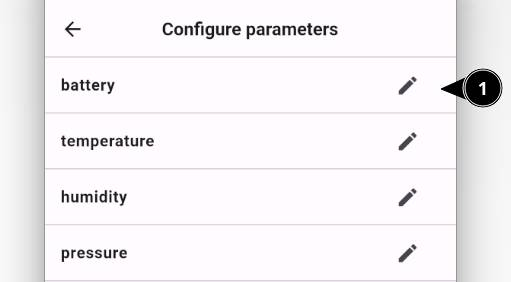 Configure parameters
battery
1
temperature
humidity
pressure